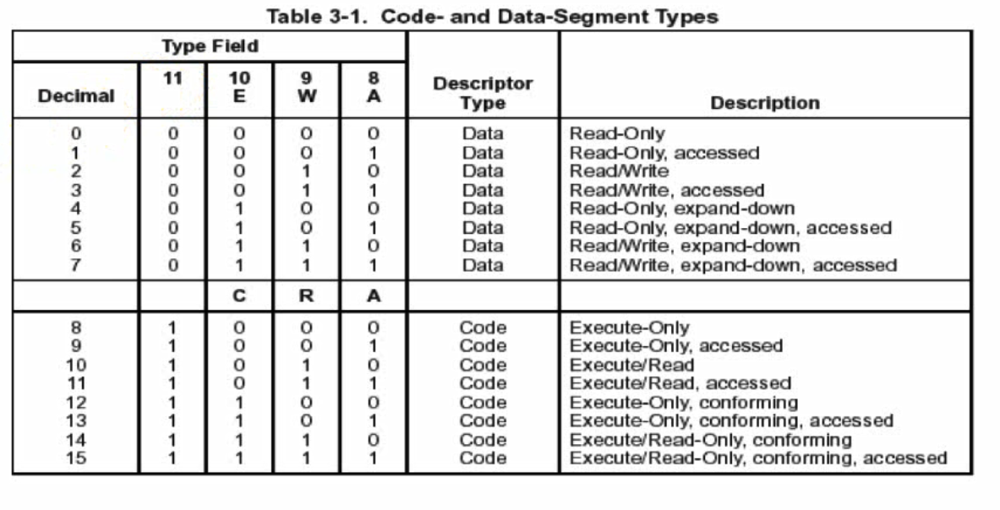 Table 3-1. Code- and Data-Segment Types
Type Field
Decimal 11 10 E 9 W 8 A Descriptor Type Description
0 0 0 0 0 Data Read-Only
1 0 0 0 1 Data Read-Only, accessed
2 0 0 1 0 Data Read/Write
3 0 0 1 1 Data Read/Write, accessed
4 0 1 0 0 Data Read-Only, expand-down
5 0 1 0 1 Data Read-Only, expand-down, accessed
6 0 1 1 0 Data Read/Write, expand-down
7 0 1 1 1 Data Read/Write, expand-down, accessed
C R A
8 1 0 0 0 Code Execute-Only
9 1 0 0 1 Code Execute-Only, accessed
10 1 0 1 0 Code Execute/Read
11 1 0 1 1 Code Execute/Read, accessed
12 1 1 0 0 Code Execute-Only, conforming
13 1 1 0 1 Code Execute-Only, conforming, accessed
14 1 1 1 0 Code Execute/Read-Only, conforming
15 1 1 1 1 Code Execute/Read-Only, conforming, accessed